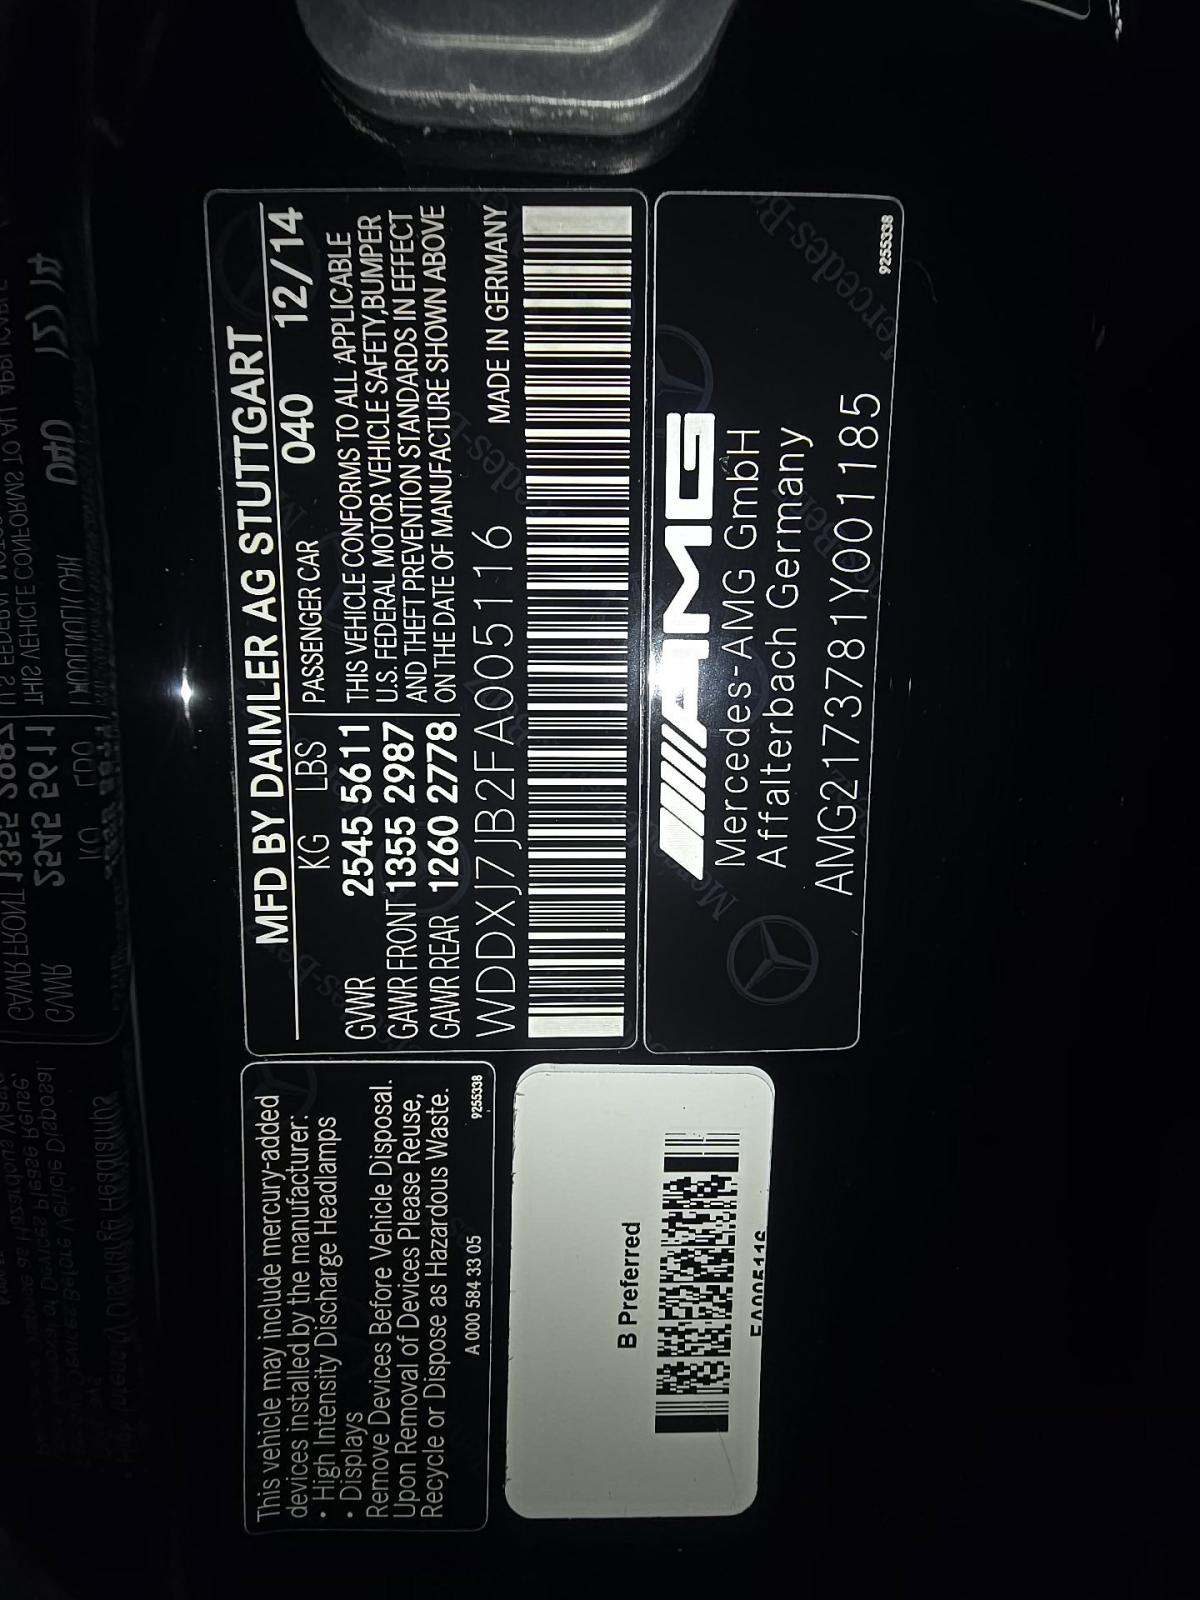 MFD BY DAIMLER AG STUTTGART
KG LBS PASSENGER CAR 040 12/14
GVWR 2545 5611
GAWR FRONT 1355 2987
GAWR REAR 1260 2778
THIS VEHICLE CONFORMS TO ALL APPLICABLE
U.S. FEDERAL MOTOR VEHICLE SAFETY,BUMPER
AND THEFT PREVENTION STANDARDS IN EFFECT
ON THE DATE OF MANUFACTURE SHOWN ABOVE
WDDXJ7JB2FA005116 MADE IN GERMANY
AMG
Mercedes-AMG GmbH
Affalterbach Germany
AMG2173781Y001185
9255338
This vehicle may include mercury-added
devices installed by the manufacturer:
• High Intensity Discharge Headlamps
• Displays
Remove Devices Before Vehicle Disposal.
Upon Removal of Devices Please Reuse,
Recycle or Dispose as Hazardous Waste.
A 000 584 33 05
9255338
B Preferred
FA005116